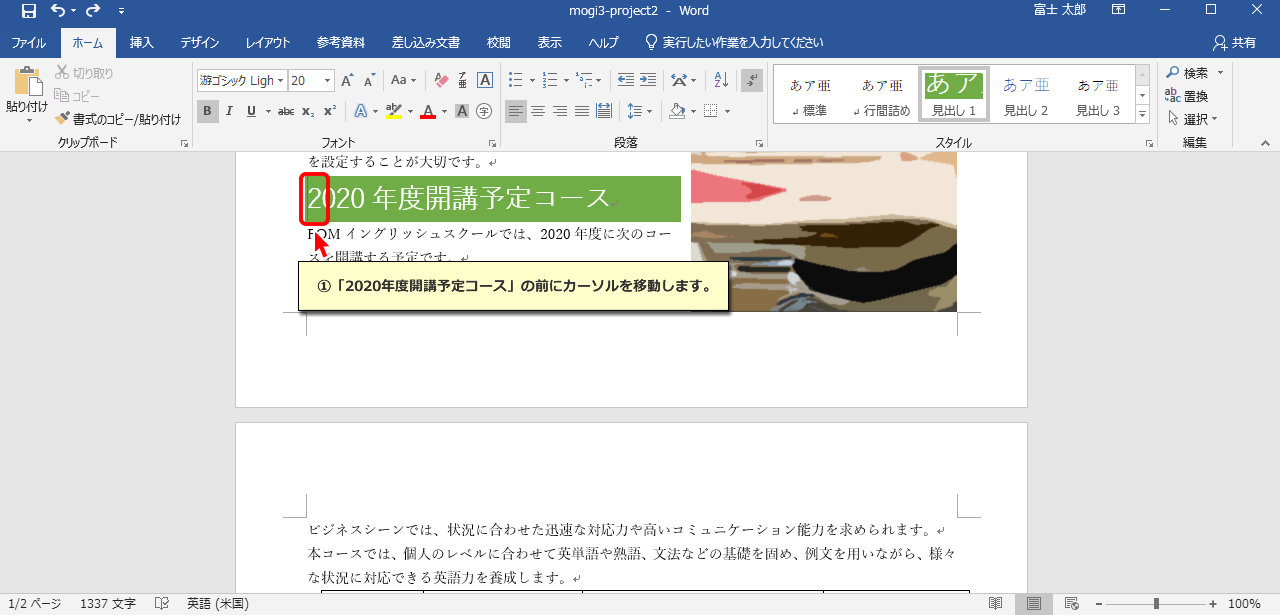 mogi3-project2 - Word
富士 太郎
ファイル ホーム 挿入 デザイン レイアウト 参考資料 差し込み文書 校閲 表示 ヘルプ 実行したい作業を入力してください 共有
貼り付け
切り取り
コピー
書式のコピー/貼り付け
クリップボード
游ゴシック Ligh 20
Aa
A
B I U abc x₂ x² A ab A A 字
フォント
段落
あア亜 標準
あア亜 行間詰め
あア 見出し 1
あア亜 見出し 2
あア亜 見出し 3
スタイル
検索
置換
選択
編集
を設定することが大切です。
2020 年度開講予定コース
FOM イングリッシュスクールでは、2020 年度に次のコー
スを開講する予定です。
①「2020年度開講予定コース」の前にカーソルを移動します。
ビジネスシーンでは、状況に合わせた迅速な対応力や高いコミュニケーション能力を求められます。
本コースでは、個人のレベルに合わせて英単語や熟語、文法などの基礎を固め、例文を用いながら、様々
な状況に対応できる英語力を養成します。
1/2 ページ 1337 文字 英語 (米国) 100%